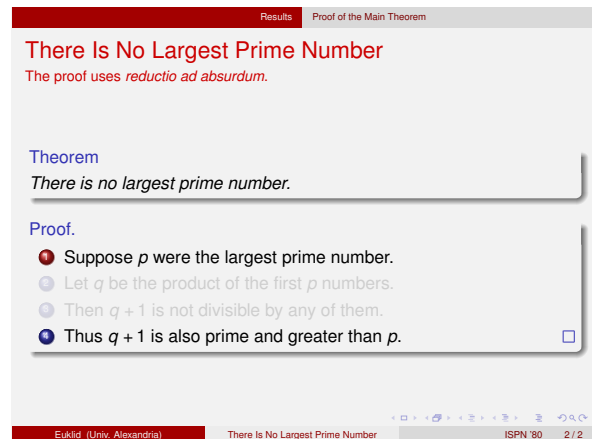 Results Proof of the Main Theorem
There Is No Largest Prime Number
The proof uses reductio ad absurdum.
Theorem
There is no largest prime number.
Proof.
1 Suppose p were the largest prime number.
2 Let q be the product of the first p numbers.
3 Then q + 1 is not divisible by any of them.
4 Thus q + 1 is also prime and greater than p. □
Euklid (Univ. Alexandria) There Is No Largest Prime Number ISPN '80 2 / 2